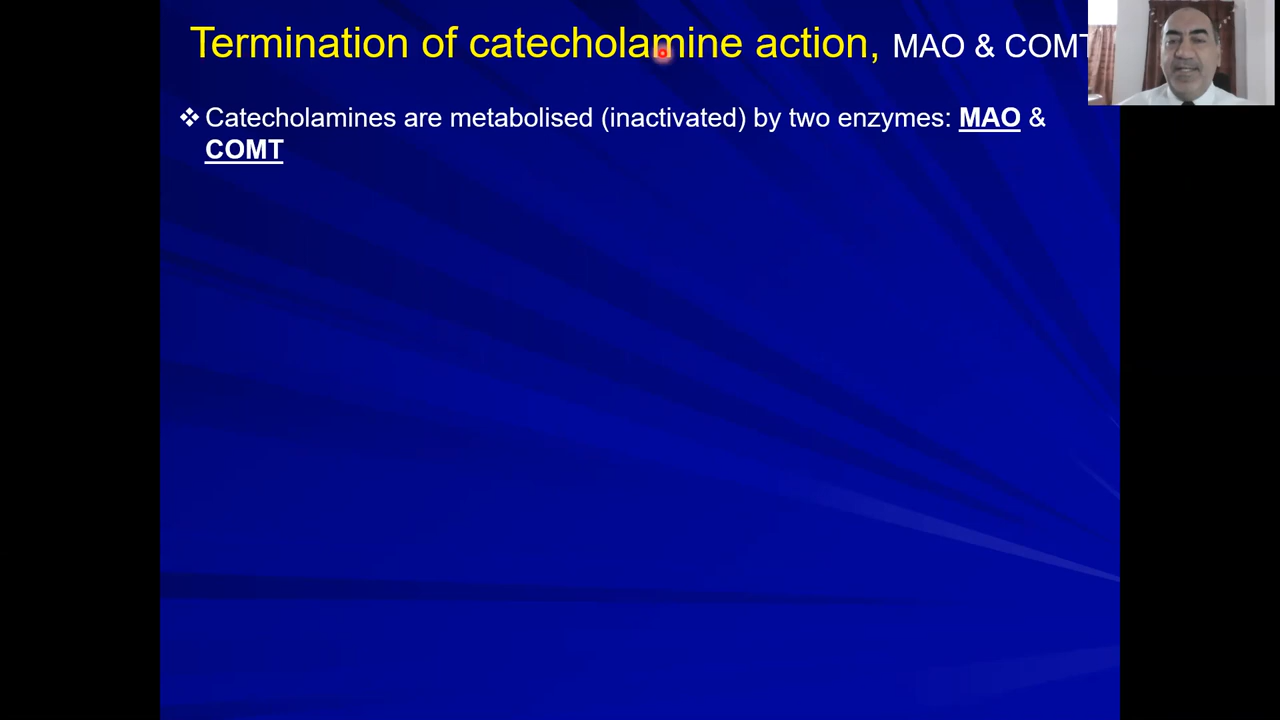 Termination of catecholamine action, MAO & COMT
❖ Catecholamines are metabolised (inactivated) by two enzymes: MAO &
COMT